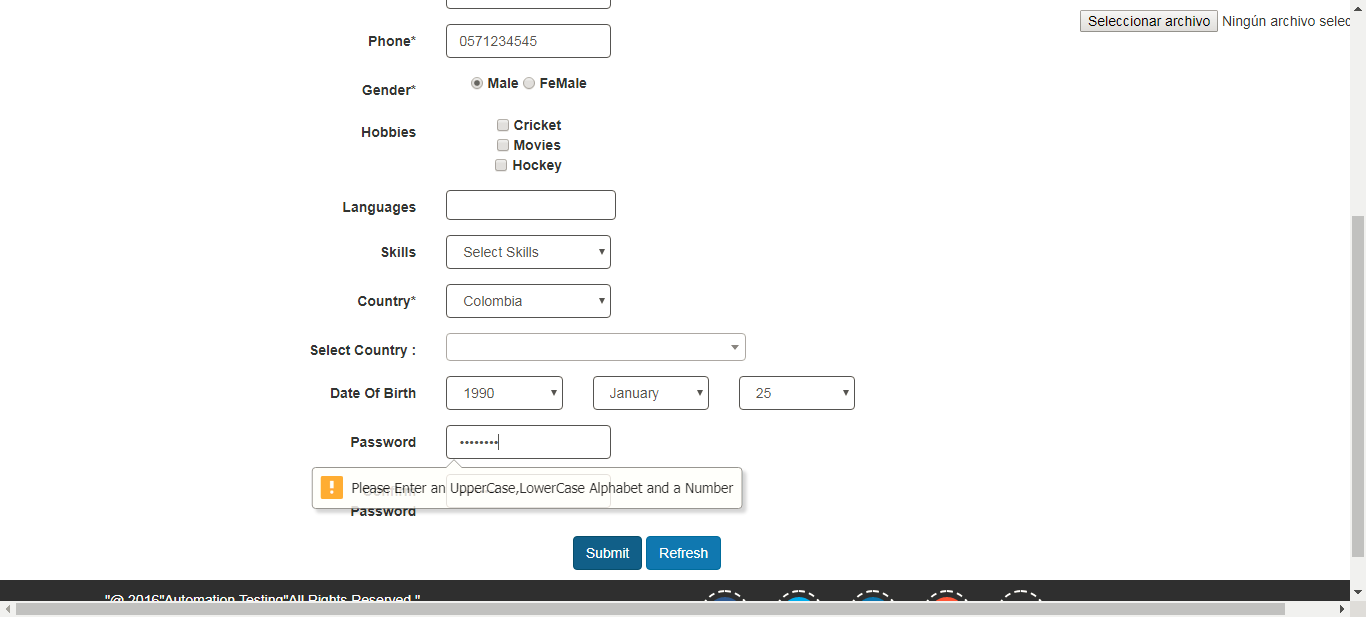 Seleccionar archivo Ningún archivo selec
Phone* 0571234545
Gender* Male FeMale
Hobbies Cricket
Movies
Hockey
Languages
Skills Select Skills
Country* Colombia
Select Country :
Date Of Birth 1990 January 25
Password ••••••••
Please Enter an UpperCase,LowerCase Alphabet and a Number
Password
Submit Refresh
"@ 2016"Automation Testing"All Rights Reserved."